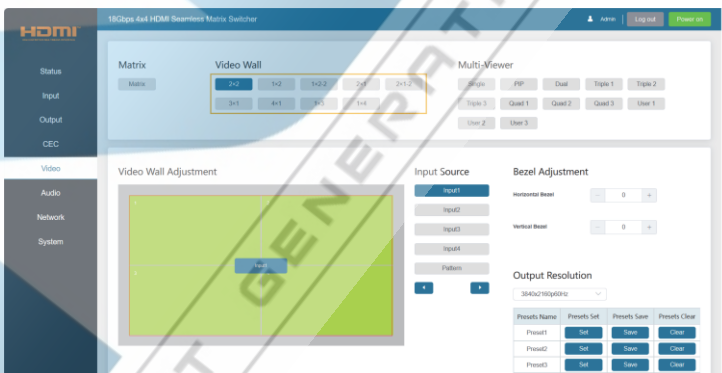 HDMI
18Gbps 4x4 HDMI Seamless Matrix Switcher
Admin
Log out
Power on
Status
Input
Output
CEC
Video
Audio
Network
System
Matrix
Matrix
Video Wall
2×2 1×2 1×2-2 2×1 2×1-2
3×1 4×1 1×3 1×4
Multi-Viewer
Single PIP Dual Triple 1 Triple 2
Triple 3 Quad 1 Quad 2 Quad 3 User 1
User 2 User 3
Video Wall Adjustment
Input1
Input Source
Input1
Input2
Input3
Input4
Pattern
Bezel Adjustment
Horizontal Bezel - 0 +
Vertical Bezel - 0 +
Output Resolution
3840x2160p60Hz
Presets Name Presets Set Presets Save Presets Clear
Preset1 Set Save Clear
Preset2 Set Save Clear
Preset3 Set Save Clear
GENERATI